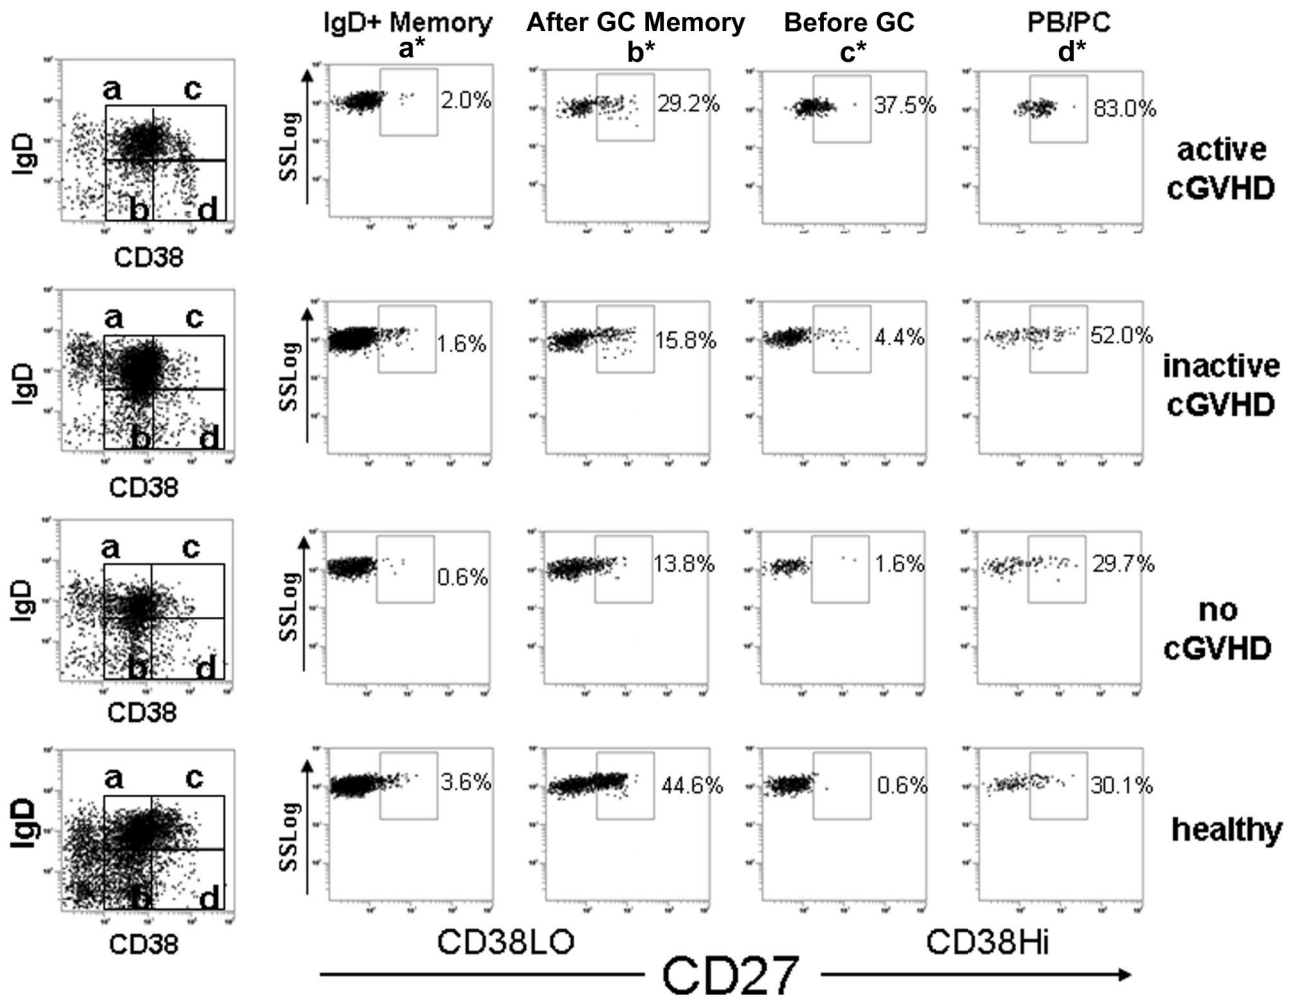 IgD+ Memory After GC Memory Before GC PB/PC
a* b* c* d*
a c
IgD
b d
CD38
SSLog
2.0% 29.2% 37.5% 83.0%
active
cGVHD
a c
IgD
b d
CD38
SSLog
1.6% 15.8% 4.4% 52.0%
inactive
cGVHD
a c
IgD
b d
CD38
SSLog
0.6% 13.8% 1.6% 29.7%
no
cGVHD
a c
IgD
b d
CD38
SSLog
3.6% 44.6% 0.6% 30.1%
healthy
CD38LO CD38Hi
CD27